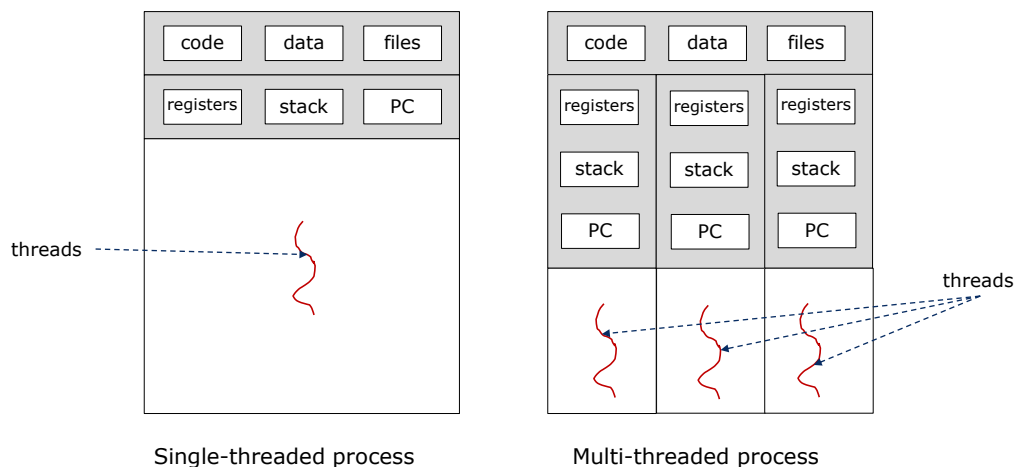 code data files
registers stack PC
threads
Single-threaded process
code data files
registers registers registers
stack stack stack
PC PC PC
threads
Multi-threaded process